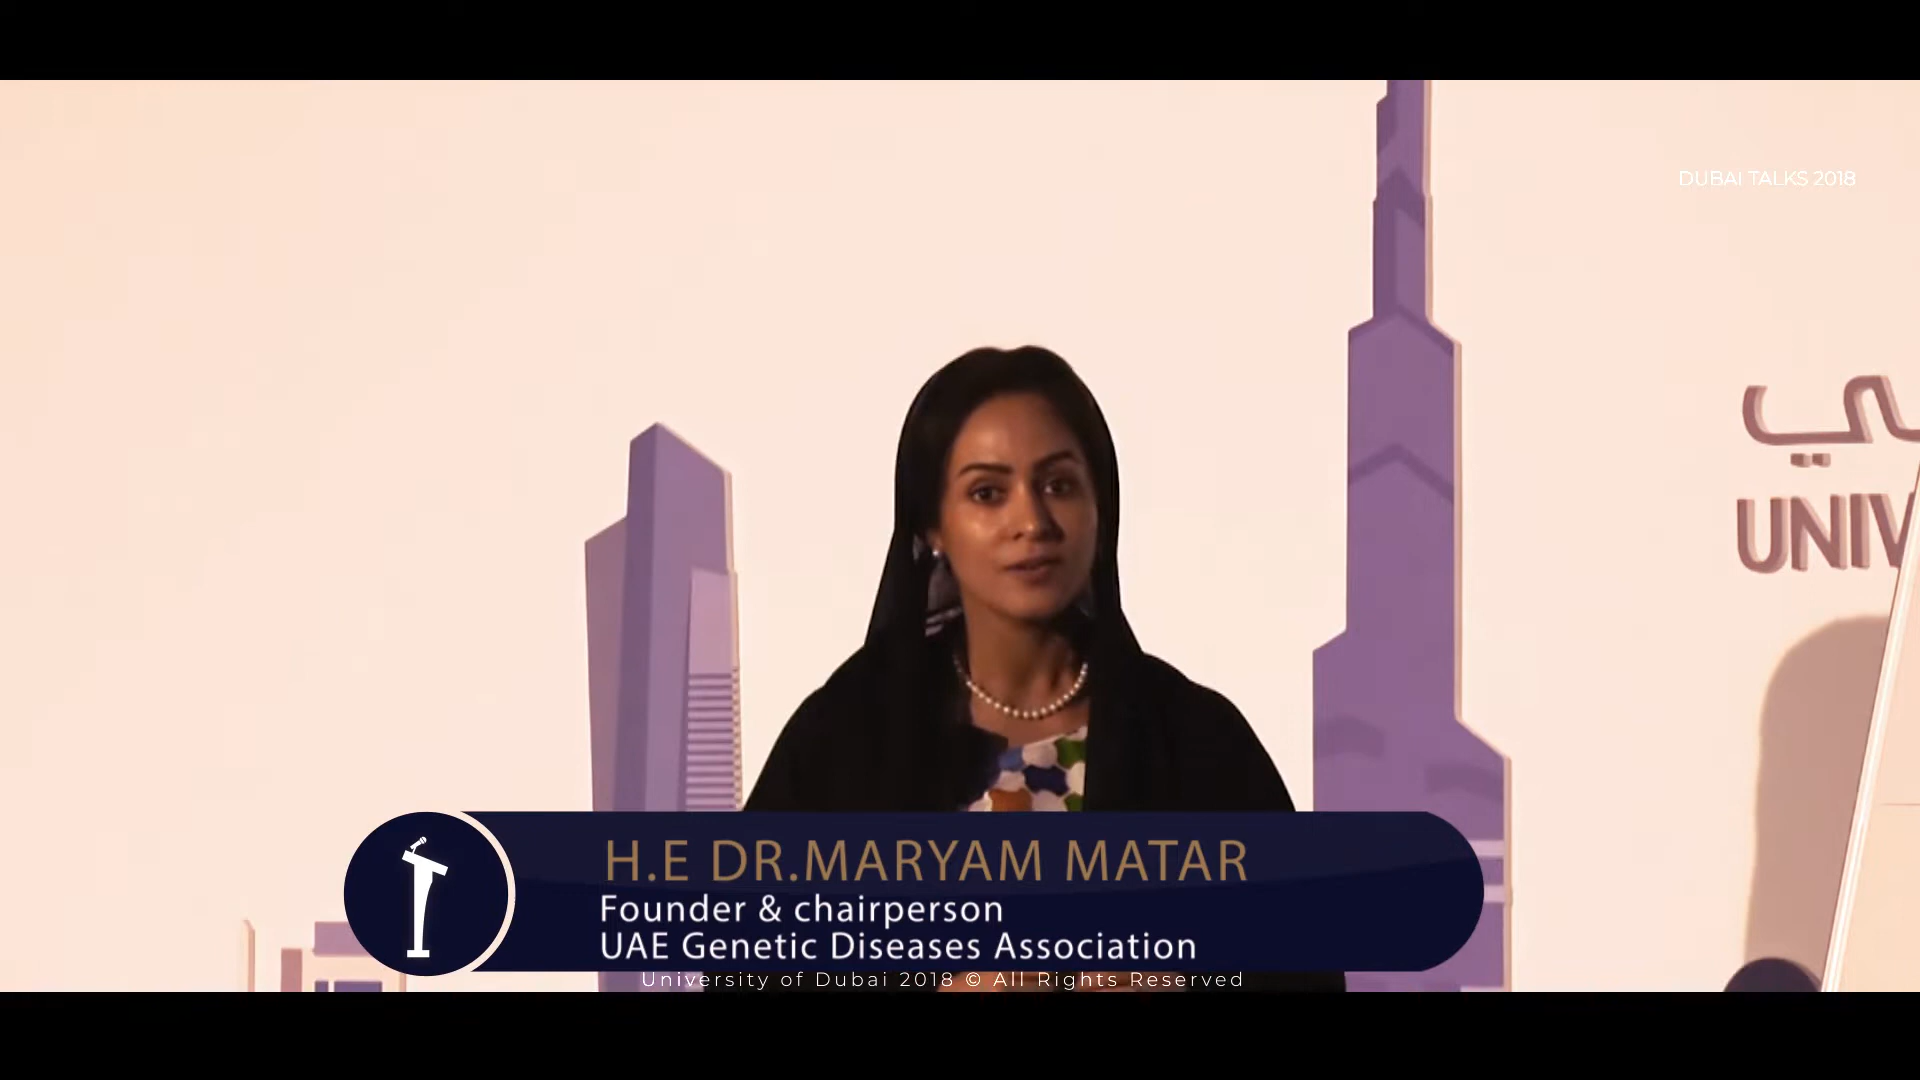 DUBAI TALKS 2018
UNIV
H.E DR.MARYAM MATAR
Founder & chairperson
UAE Genetic Diseases Association
University of Dubai 2018 © All Rights Reserved